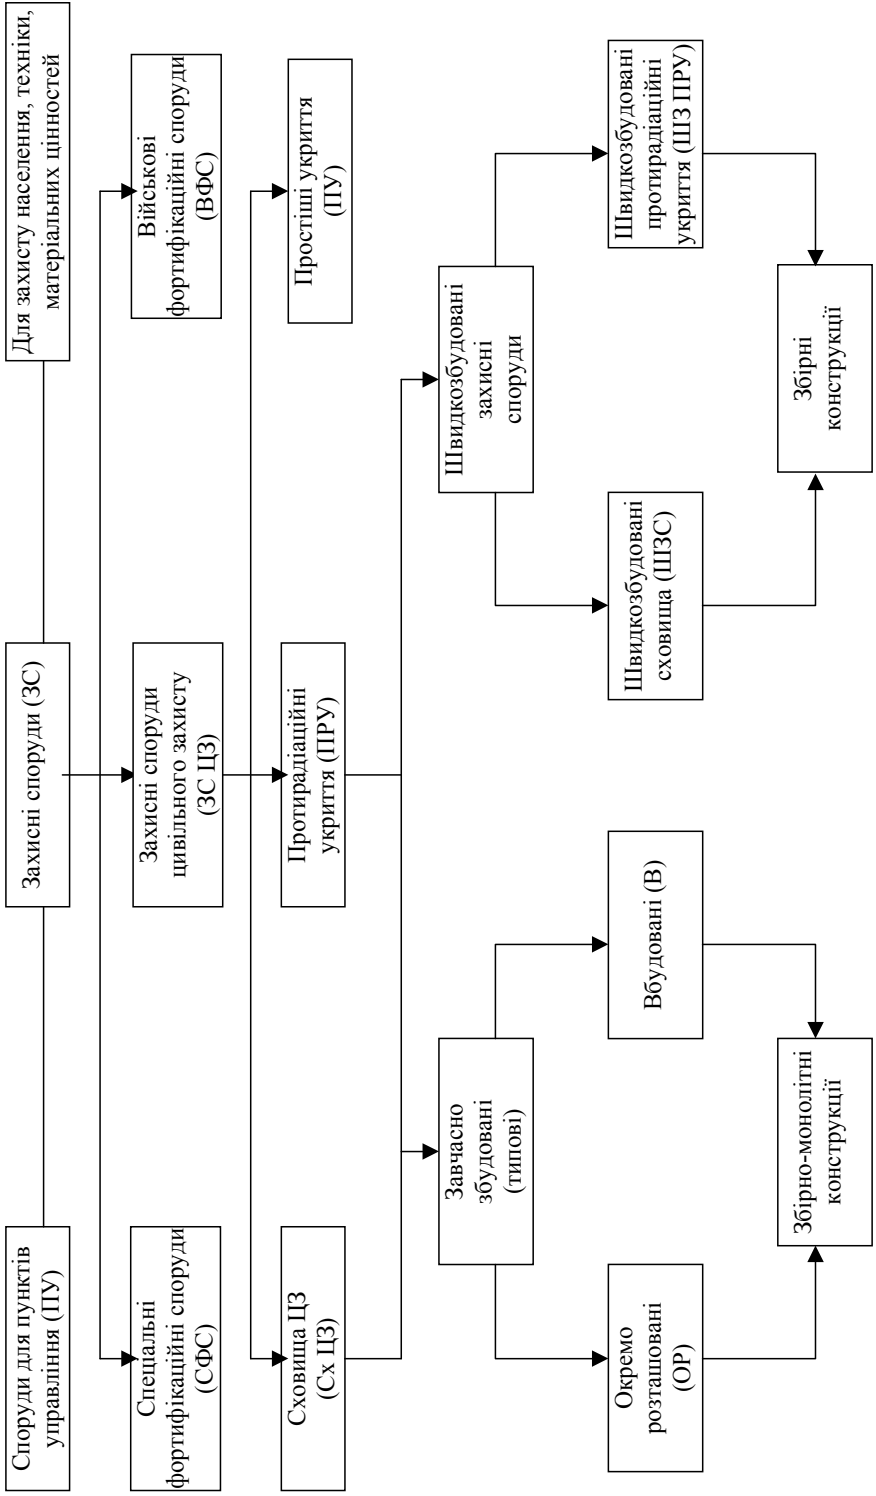 Споруди для пунктів
управління (ПУ)
Захисні споруди (ЗС)
Для захисту населення, техніки,
матеріальних цінностей
Спецальні
фортифікаційні споруди
(СФС)
Захисні споруди
цивільного захисту
(ЗС ЦЗ)
Військові
фортифікаційні споруди
(ВФС)
Сховища ЦЗ
(Сх ЦЗ)
Протирадіаційні
укриття (ПРУ)
Простіші укриття
(ПУ)
Завчасно
збудовані
(типові)
Швидкозбудовані
захисні
споруди
Окремо
розташовані
(ОР)
Вбудовані (В)
Швидкозбудовані
сховища (ШЗС)
Швидкозбудовані
протирадіаційні
укриття (ШЗ ПРУ)
Збірно-монолітні
конструкції
Збірні
конструкції